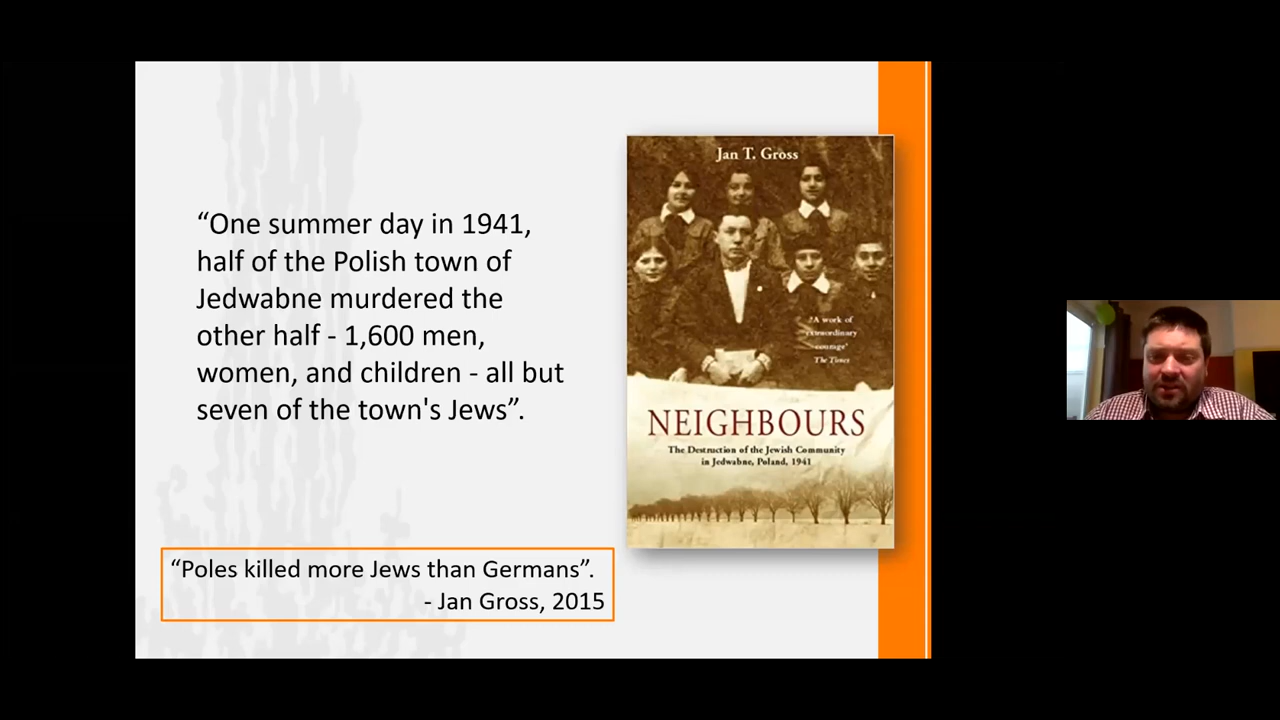 “One summer day in 1941,
half of the Polish town of
Jedwabne murdered the
other half - 1,600 men,
women, and children - all but
seven of the town's Jews”.
“Poles killed more Jews than Germans”.
- Jan Gross, 2015
Jan T. Gross
'A work of
extraordinary
courage'
The Times
NEIGHBOURS
The Destruction of the Jewish Community
in Jedwabne, Poland, 1941